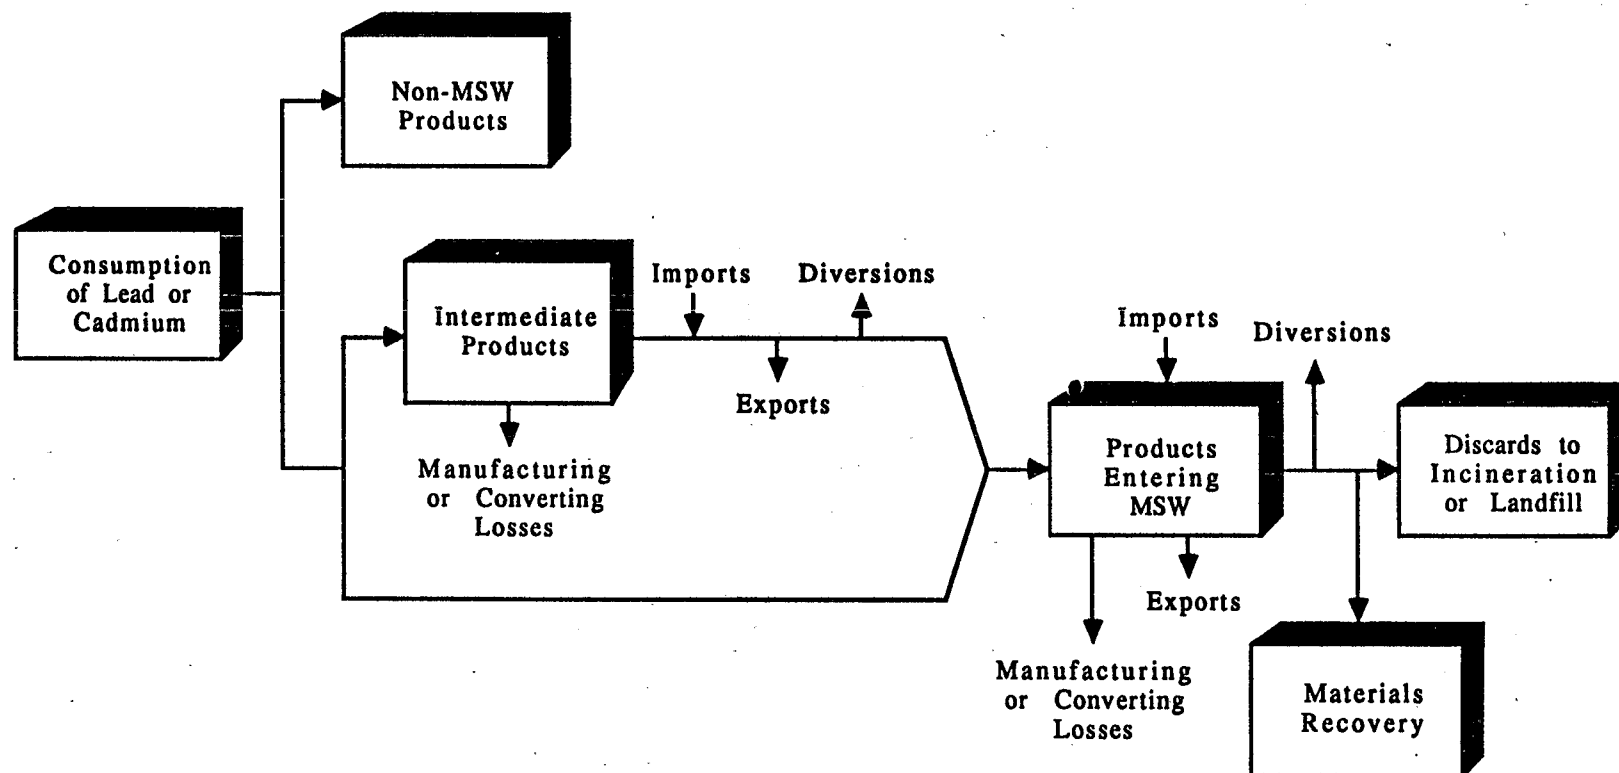 Non-MSW
Products
Consumption
of Lead or
Cadmium
Intermediate
Products
Imports
Diversions
Exports
Manufacturing
or Converting
Losses
Imports
Diversions
Products
Entering
MSW
Discards to
Incineration
or Landfill
Exports
Manufacturing
or Converting
Losses
Materials
Recovery